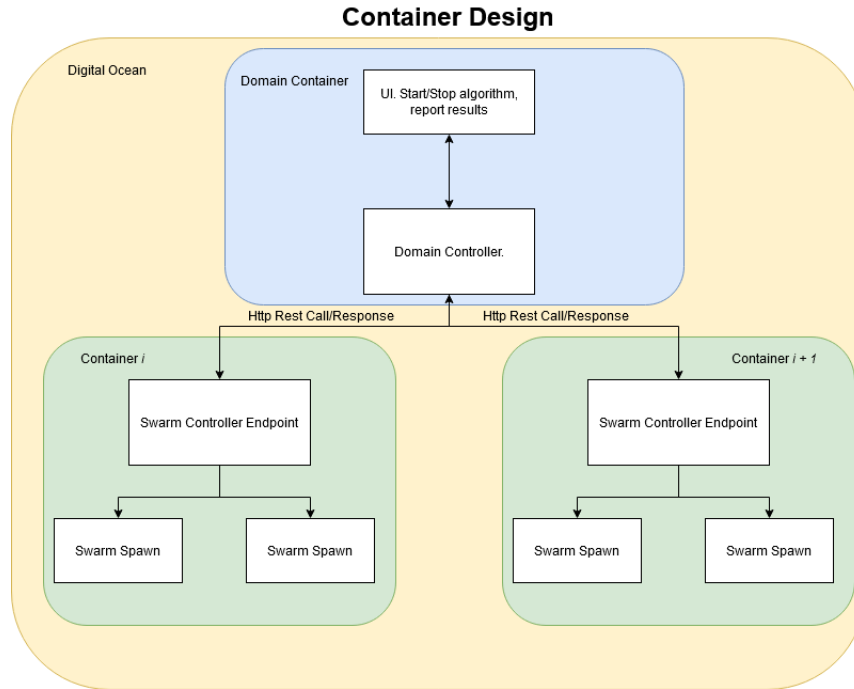 Container Design
Digital Ocean
Domain Container
UI. Start/Stop algorithm,
report results
Domain Controller.
Http Rest Call/Response
Http Rest Call/Response
Container i
Container i + 1
Swarm Controller Endpoint
Swarm Controller Endpoint
Swarm Spawn
Swarm Spawn
Swarm Spawn
Swarm Spawn